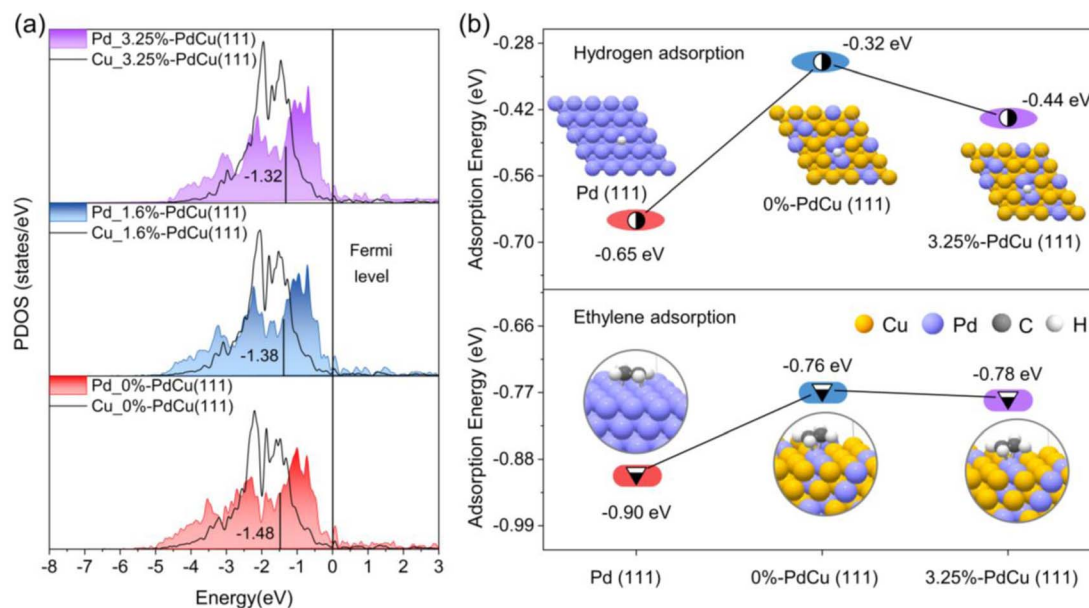 (a)
Pd_3.25%-PdCu(111)
Cu_3.25%-PdCu(111)
-1.32
Pd_1.6%-PdCu(111)
Cu_1.6%-PdCu(111)
Fermi
level
-1.38
Pd_0%-PdCu(111)
Cu_0%-PdCu(111)
-1.48
PDOS (states/eV)
-8 -7 -6 -5 -4 -3 -2 -1 0 1 2 3
Energy(eV)
(b)
Adsorption Energy (eV)
-0.28
-0.42
-0.56
-0.70
Hydrogen adsorption
-0.32 eV
-0.44 eV
Pd (111)
0%-PdCu (111)
3.25%-PdCu (111)
-0.65 eV
Adsorption Energy (eV)
-0.66
-0.77
-0.88
-0.99
Ethylene adsorption
Cu Pd C H
-0.76 eV
-0.78 eV
-0.90 eV
Pd (111) 0%-PdCu (111) 3.25%-PdCu (111)